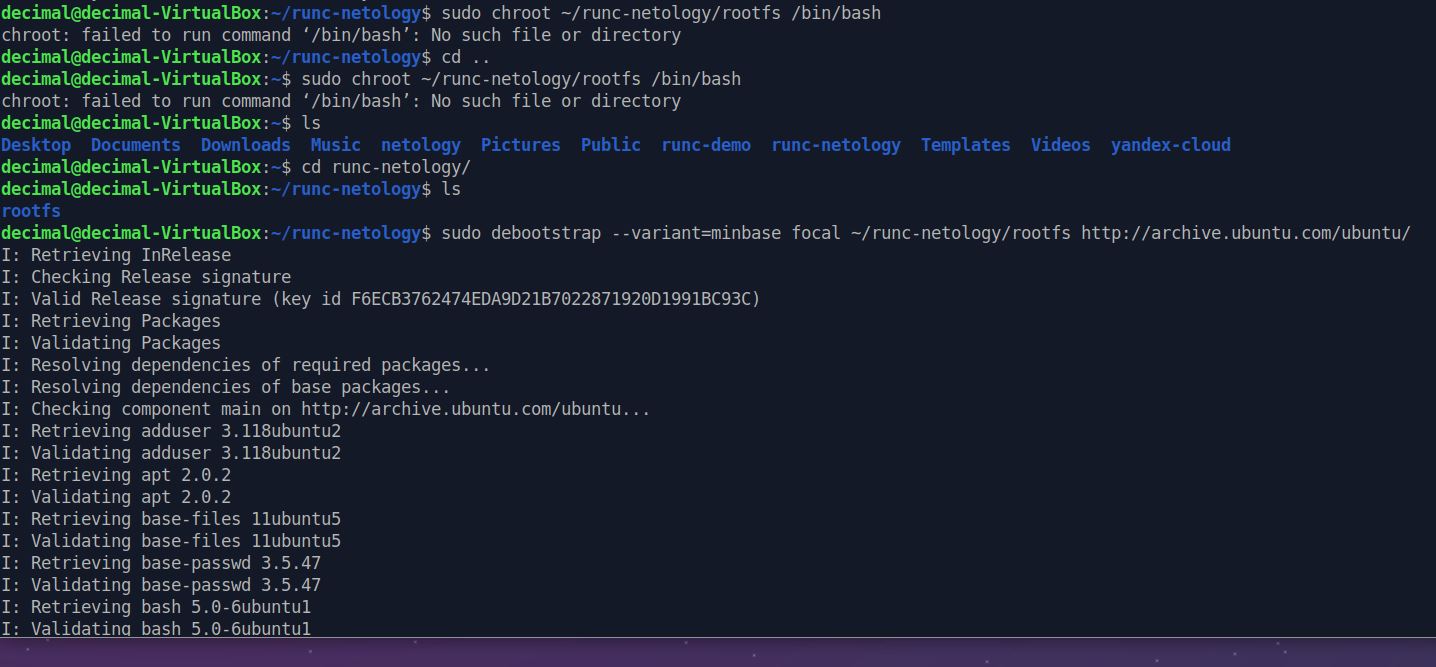 decimal@decimal-VirtualBox:~/runc-netology$ sudo chroot ~/runc-netology/rootfs /bin/bash
chroot: failed to run command ‘/bin/bash’: No such file or directory
decimal@decimal-VirtualBox:~/runc-netology$ cd ..
decimal@decimal-VirtualBox:~$ sudo chroot ~/runc-netology/rootfs /bin/bash
chroot: failed to run command ‘/bin/bash’: No such file or directory
decimal@decimal-VirtualBox:~$ ls
Desktop  Documents  Downloads  Music  netology  Pictures  Public  runc-demo  runc-netology  Templates  Videos  yandex-cloud
decimal@decimal-VirtualBox:~$ cd runc-netology/
decimal@decimal-VirtualBox:~/runc-netology$ ls
rootfs
decimal@decimal-VirtualBox:~/runc-netology$ sudo debootstrap --variant=minbase focal ~/runc-netology/rootfs http://archive.ubuntu.com/ubuntu/
I: Retrieving InRelease
I: Checking Release signature
I: Valid Release signature (key id F6ECB3762474EDA9D21B7022871920D1991BC93C)
I: Retrieving Packages
I: Validating Packages
I: Resolving dependencies of required packages...
I: Resolving dependencies of base packages...
I: Checking component main on http://archive.ubuntu.com/ubuntu...
I: Retrieving adduser 3.118ubuntu2
I: Validating adduser 3.118ubuntu2
I: Retrieving apt 2.0.2
I: Validating apt 2.0.2
I: Retrieving base-files 11ubuntu5
I: Validating base-files 11ubuntu5
I: Retrieving base-passwd 3.5.47
I: Validating base-passwd 3.5.47
I: Retrieving bash 5.0-6ubuntu1
I: Validating bash 5.0-6ubuntu1